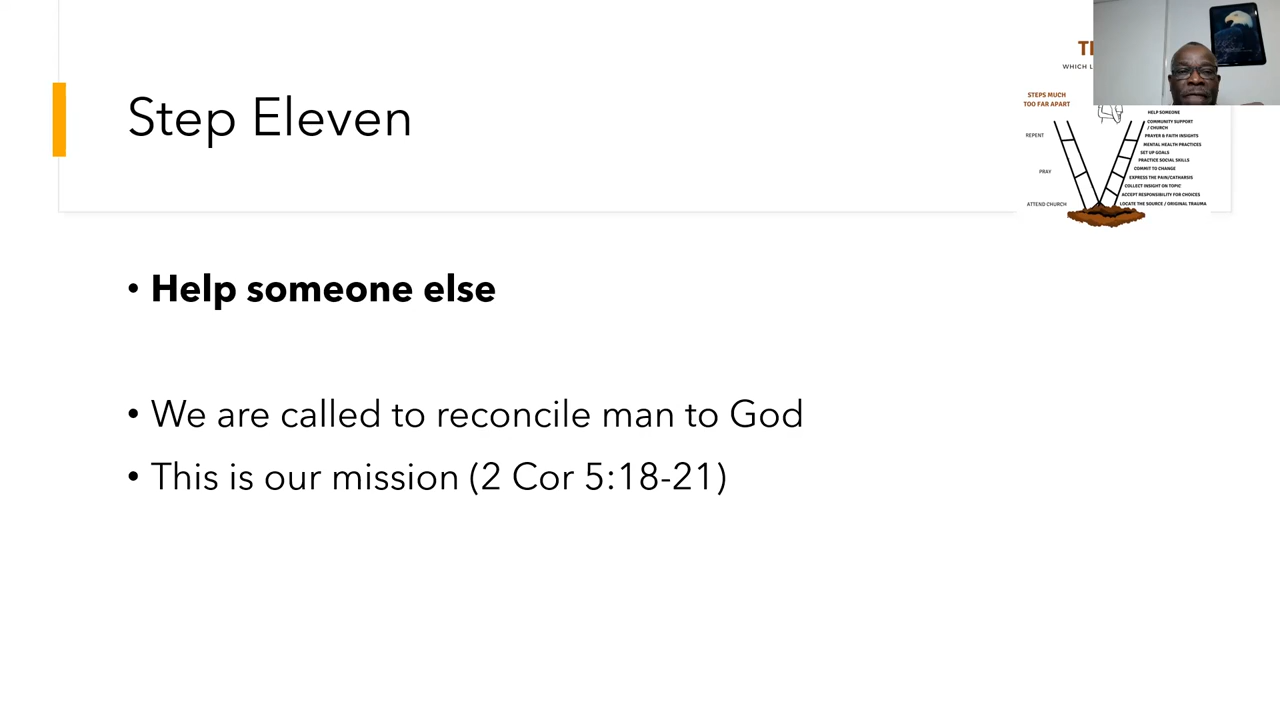 Step Eleven
WHICH L
STEPS MUCH
TOO FAR APART
REPENT
PRAY
ATTEND CHURCH
HELP SOMEONE
COMMUNITY SUPPORT
/ CHURCH
PRAYER & FAITH INSIGHTS
MENTAL HEALTH PRACTICES
SET UP GOALS
PRACTICE SOCIAL SKILLS
COMMIT TO CHANGE
EXPRESS THE PAIN/CATHARSIS
COLLECT INSIGHT ON TOPIC
ACCEPT RESPONSIBILITY FOR CHOICES
LOCATE THE SOURCE / ORIGINAL TRAUMA
• Help someone else
• We are called to reconcile man to God
• This is our mission (2 Cor 5:18-21)